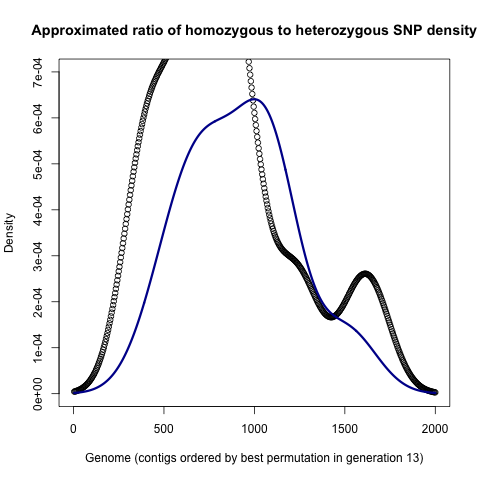 Approximated ratio of homozygous to heterozygous SNP density
7e-04
6e-04
5e-04
4e-04
3e-04
2e-04
1e-04
0e+00
Density
0 500 1000 1500 2000
Genome (contigs ordered by best permutation in generation 13)